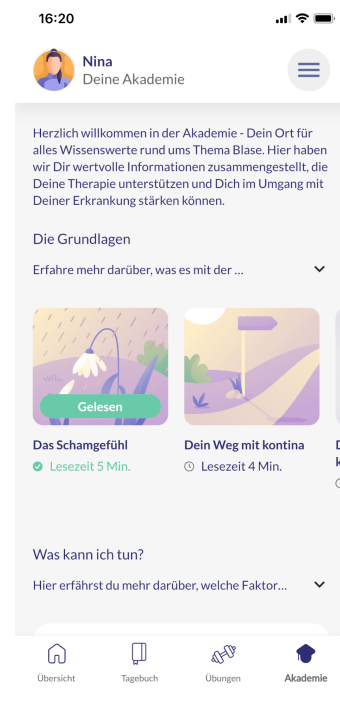 16:20
Nina
Deine Akademie
Herzlich willkommen in der Akademie - Dein Ort für
alles Wissenswerte rund ums Thema Blase. Hier haben
wir Dir wertvolle Informationen zusammengestellt, die
Deine Therapie unterstützen und Dich im Umgang mit
Deiner Erkrankung stärken können.
Die Grundlagen
Erfahre mehr darüber, was es mit der ...
Gelesen
Das Schamgefühl
Dein Weg mit kontina
Lesezeit 5 Min.
Lesezeit 4 Min.
Was kann ich tun?
Hier erfährst du mehr darüber, welche Faktor...
Übersicht
Tagebuch
Übungen
Akademie